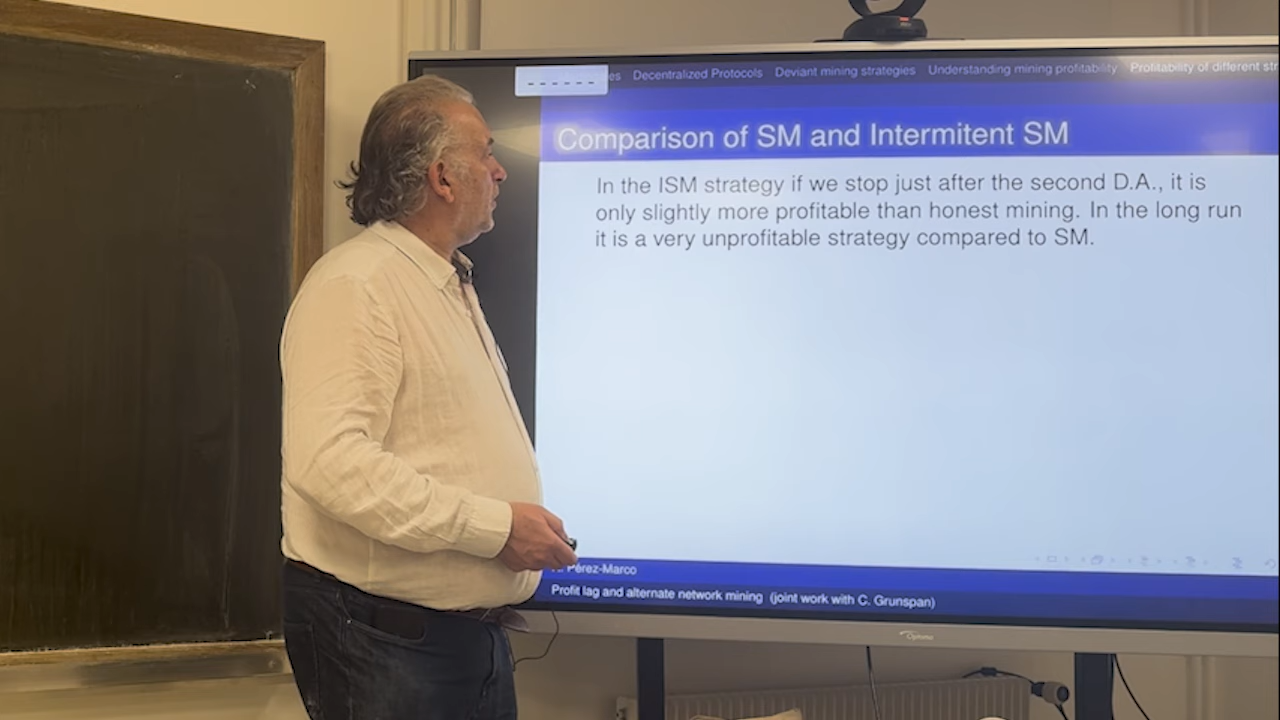 es Decentralized Protocols Deviant mining strategies Understanding mining profitability Profitability of different str
Comparison of SM and Intermitent SM
In the ISM strategy if we stop just after the second D.A., it is
only slightly more profitable than honest mining. In the long run
it is a very unprofitable strategy compared to SM.
Pérez-Marco
Profit lag and alternate network mining (joint work with C. Grunspan)
Optoma